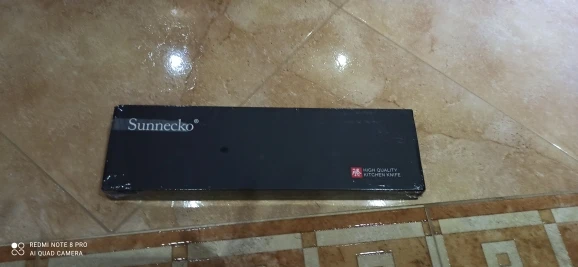 Sunnecko®
HIGH QUALITY
KITCHEN KNIFE
REDMI NOTE 8 PRO
AI QUAD CAMERA